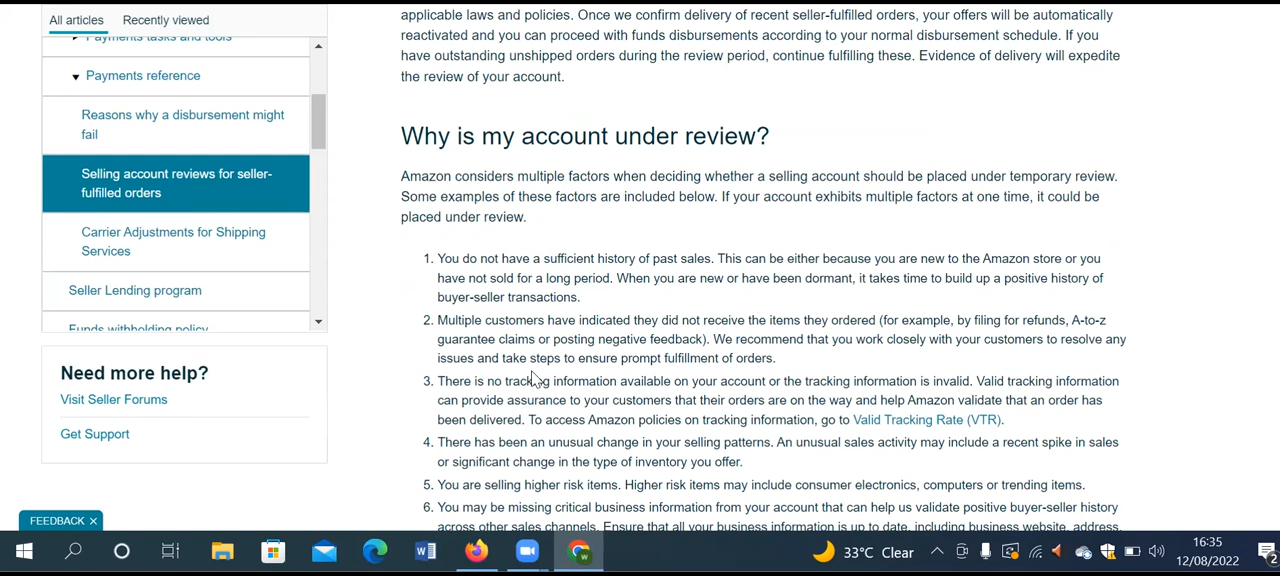 All articles Recently viewed
Payments tasks and tools
Payments reference
Reasons why a disbursement might
fail
Selling account reviews for seller-
fulfilled orders
Carrier Adjustments for Shipping
Services
Seller Lending program
Funds withholding policy
Need more help?
Visit Seller Forums
Get Support
FEEDBACK ×
applicable laws and policies. Once we confirm delivery of recent seller-fulfilled orders, your offers will be automatically
reactivated and you can proceed with funds disbursements according to your normal disbursement schedule. If you
have outstanding unshipped orders during the review period, continue fulfilling these. Evidence of delivery will expedite
the review of your account.
Why is my account under review?
Amazon considers multiple factors when deciding whether a selling account should be placed under temporary review.
Some examples of these factors are included below. If your account exhibits multiple factors at one time, it could be
placed under review.
1. You do not have a sufficient history of past sales. This can be either because you are new to the Amazon store or you
have not sold for a long period. When you are new or have been dormant, it takes time to build up a positive history of
buyer-seller transactions.
2. Multiple customers have indicated they did not receive the items they ordered (for example, by filing for refunds, A-to-z
guarantee claims or posting negative feedback). We recommend that you work closely with your customers to resolve any
issues and take steps to ensure prompt fulfillment of orders.
3. There is no tracking information available on your account or the tracking information is invalid. Valid tracking information
can provide assurance to your customers that their orders are on the way and help Amazon validate that an order has
been delivered. To access Amazon policies on tracking information, go to Valid Tracking Rate (VTR).
4. There has been an unusual change in your selling patterns. An unusual sales activity may include a recent spike in sales
or significant change in the type of inventory you offer.
5. You are selling higher risk items. Higher risk items may include consumer electronics, computers or trending items.
6. You may be missing critical business information from your account that can help us validate positive buyer-seller history
across other sales channels. Ensure that all your business information is up to date, including business website, address,
33°C Clear
16:35
12/08/2022
2